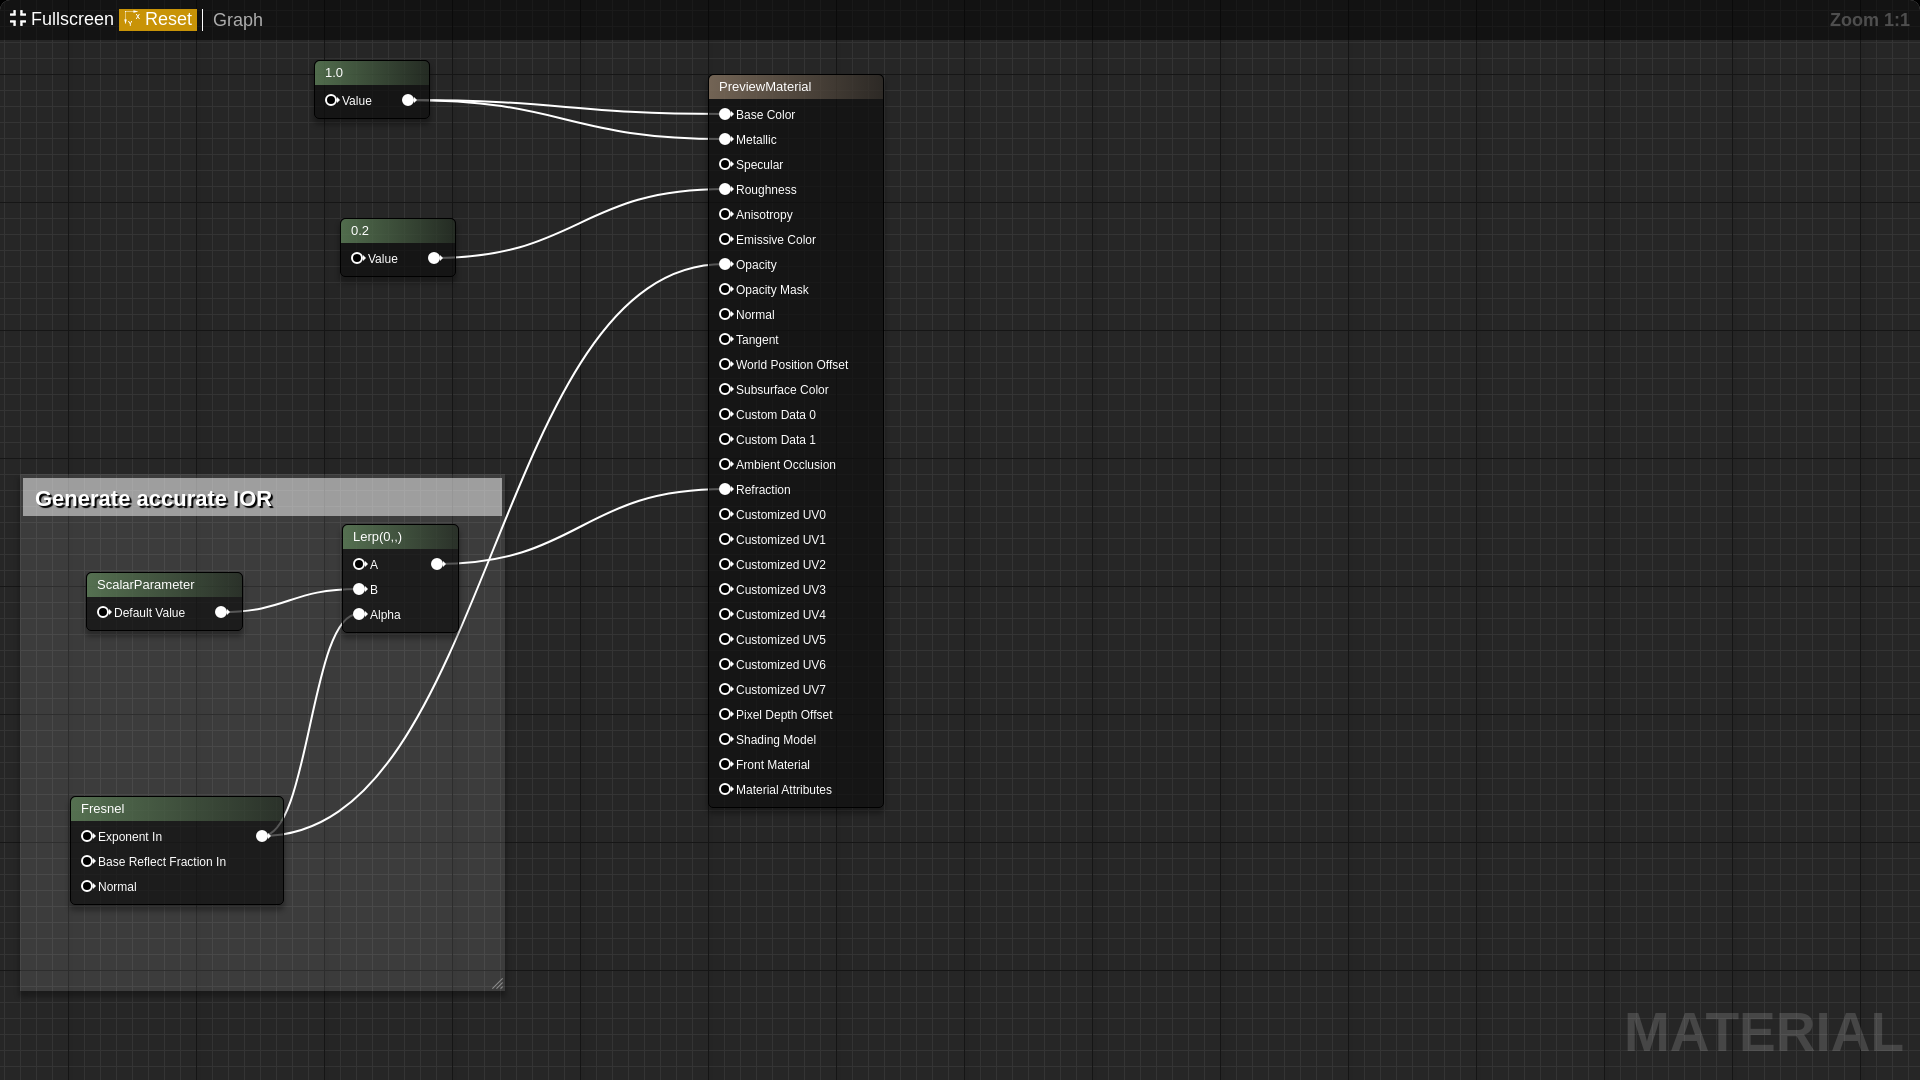 Fullscreen Reset Graph Zoom 1:1
1.0
Value
PreviewMaterial
Base Color
Metallic
Specular
Roughness
Anisotropy
Emissive Color
Opacity
Opacity Mask
Normal
Tangent
World Position Offset
Subsurface Color
Custom Data 0
Custom Data 1
Ambient Occlusion
Refraction
Customized UV0
Customized UV1
Customized UV2
Customized UV3
Customized UV4
Customized UV5
Customized UV6
Customized UV7
Pixel Depth Offset
Shading Model
Front Material
Material Attributes
0.2
Value
Generate accurate IOR
Lerp(0,,)
A
B
Alpha
ScalarParameter
Default Value
Fresnel
Exponent In
Base Reflect Fraction In
Normal
MATERIAL